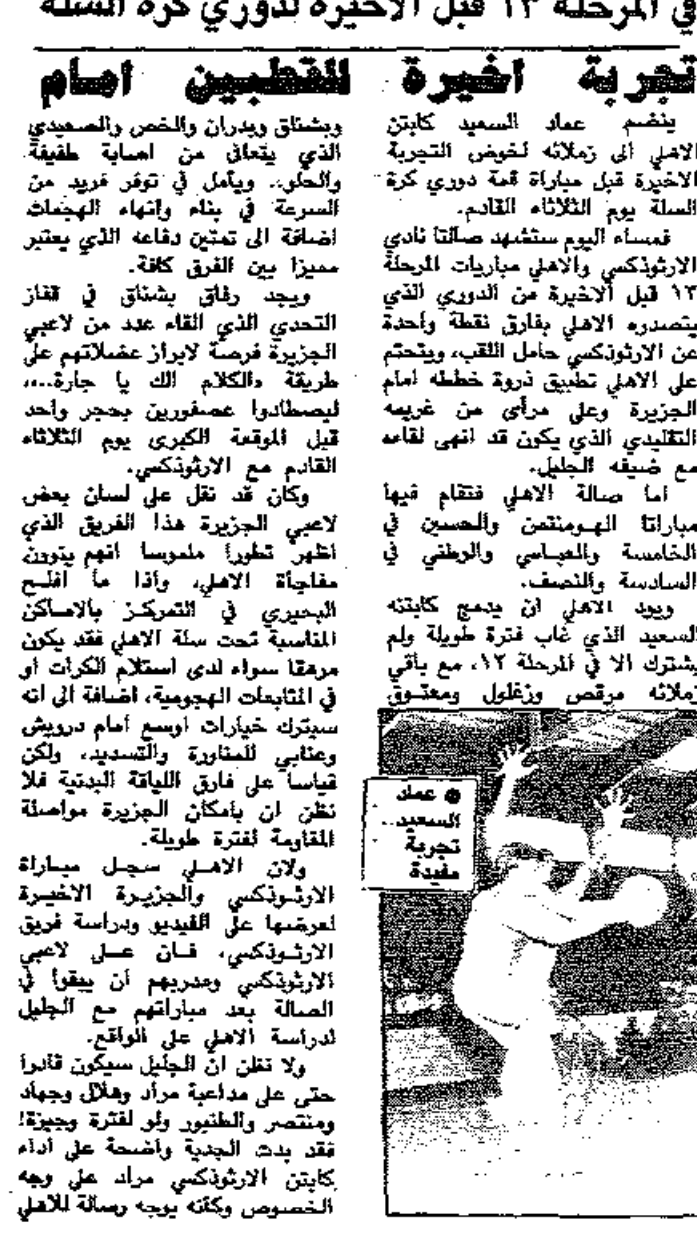 في المرحلة ١٣ قبل الاخيرة لدوري كرة السلة
تجربة اخيرة للقطبين امام
ينضم عماد السعيد كابتن
الاهلي الى زملائه لخوض التجربة
الاخيرة قبل مباراة قمة دوري كرة
السلة يوم الثلاثاء القادم.
فمساء اليوم ستشهد صالتا نادي
الارثوذكسي والاهلي مباريات المرحلة
١٣ قبل الاخيرة من الدوري الذي
يتصدره الاهلي بفارق نقطة واحدة
عن الارثوذكسي حامل اللقب، ويتحتم
على الاهلي تطبيق ذروة خططه امام
الجزيرة وعلى مرأى من غريمه
التقليدي الذي يكون قد انهى لقاءه
مع ضيفه الجليل.
اما صالة الاهلي فتقام فيها
مباراتا الهومنتمن والحسين في
الخامسة والعباسي والوطني في
السادسة والنصف.
ويود الاهلي ان يدمج كابتنه
السعيد الذي غاب فترة طويلة ولم
يشترك الا في المرحلة ١٢، مع باقي
زملائه مرقص وزغلول ومعتوق
وبشناق وبدران والخص والصعيدي
الذي يتعافى من اصابة طفيفة
والحلو.. ويأمل في توفر فريد من
السرعة في بناء وانهاء الهجمات
اضافة الى تمتين دفاعه الذي يعتبر
مميزا بين الفرق كافة.
ويجد رفاق بشناق في قفاز
التحدي الذي القاه عدد من لاعبي
الجزيرة فرصة لابراز عضلاتهم على
طريقة «الكلام الك يا جارة...»
ليصطادوا عصفورين بحجر واحد
قبل الموقعة الكبرى يوم الثلاثاء
القادم مع الارثوذكسي.
وكان قد نقل على لسان بعض
لاعبي الجزيرة هذا الفريق الذي
اظهر تطورا ملموسا انهم ينوون
مفاجأة الاهلي، واذا ما افلح
البحيري في التمركز بالاماكن
المناسبة تحت سلة الاهلي فقد يكون
مرهقا سواء لدى استلام الكرات او
في المتابعات الهجومية، اضافة الى انه
سيترك خيارات اوسع امام درويش
وعنابي للمناورة والتسديد، ولكن
قياسا على فارق اللياقة البدنية فلا
نظن ان بامكان الجزيرة مواصلة
المقاومة لفترة طويلة.
ولان الاهلي سجل مباراة
الارثوذكسي والجزيرة الاخيرة
لعرضها على الفيديو ودراسة فريق
الارثوذكسي، فان على لاعبي
الارثوذكسي ومدربهم ان يبقوا في
الصالة بعد مباراتهم مع الجليل
لدراسة الاهلي على الواقع.
ولا نظن ان الجليل سيكون قادرا
حتى على مداعبة مراد وهلال وجهاد
ومنتصر والطنبور ولو لفترة وجيزة!
فقد بدت الجدية واضحة على اداء
كابتن الارثوذكسي مراد على وجه
الخصوص وكأنه يوجه رسالة للاهلي
● عماد
السعيد..
تجربة
مفيدة